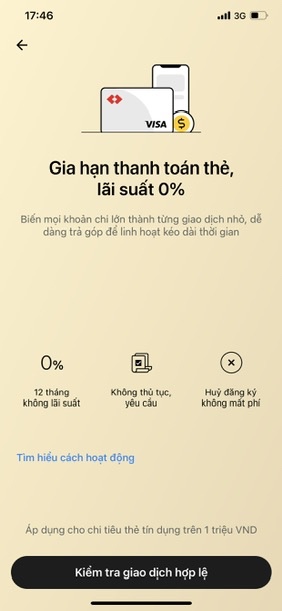 17:46
3G
VISA
$
Gia hạn thanh toán thẻ,
lãi suất 0%
Biến mọi khoản chi lớn thành từng giao dịch nhỏ, dễ
dàng trả góp để linh hoạt kéo dài thời gian
0%
12 tháng
không lãi suất
Không thủ tục,
yêu cầu
Huỷ đăng ký
không mất phí
Tìm hiểu cách hoạt động
Áp dụng cho chi tiêu thẻ tín dụng trên 1 triệu VND
Kiểm tra giao dịch hợp lệ